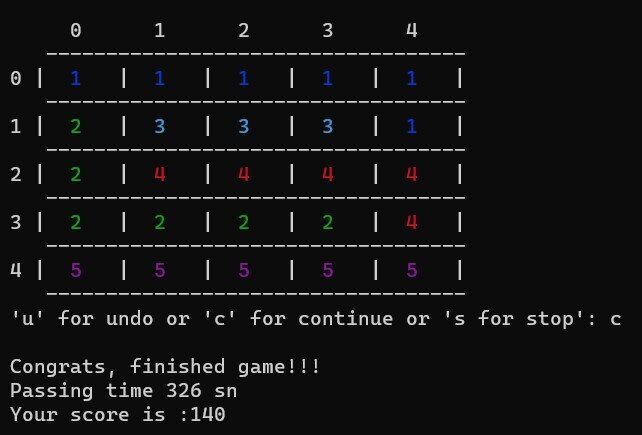 0 1 2 3 4
0 | 1 | 1 | 1 | 1 | 1 |
1 | 2 | 3 | 3 | 3 | 1 |
2 | 2 | 4 | 4 | 4 | 4 |
3 | 2 | 2 | 2 | 2 | 4 |
4 | 5 | 5 | 5 | 5 | 5 |
'u' for undo or 'c' for continue or 's for stop': c
Congrats, finished game!!!
Passing time 326 sn
Your score is :140